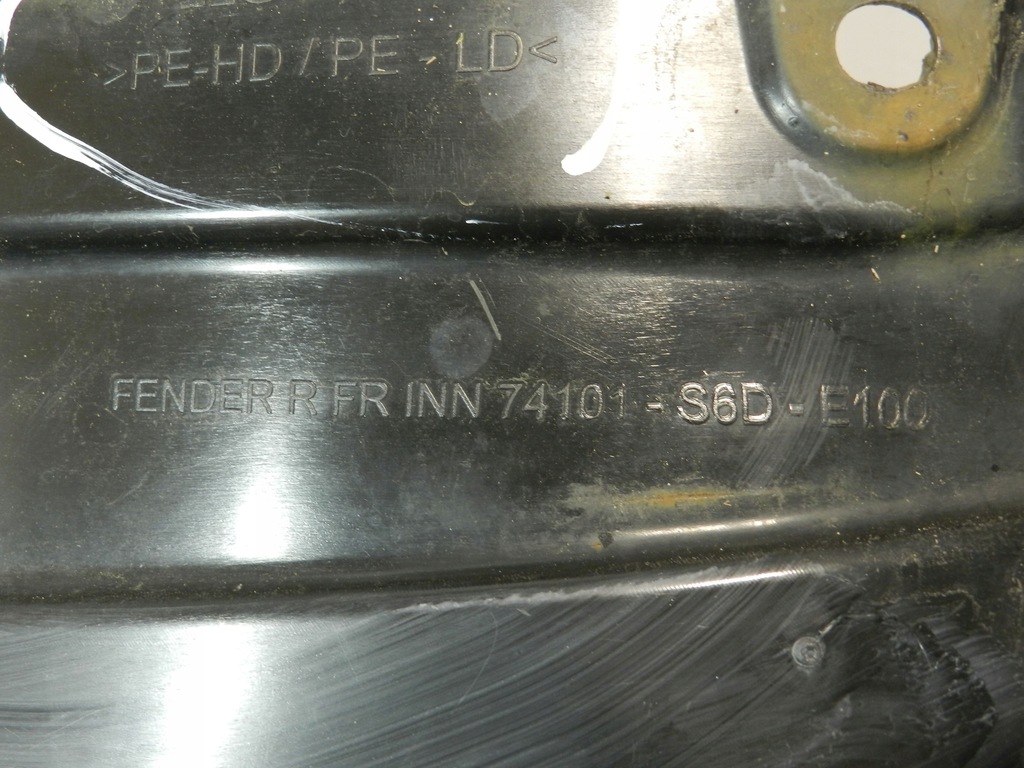 >PE-HD / PE - LD<
FENDER R FR INN 74101 - S6D - E100